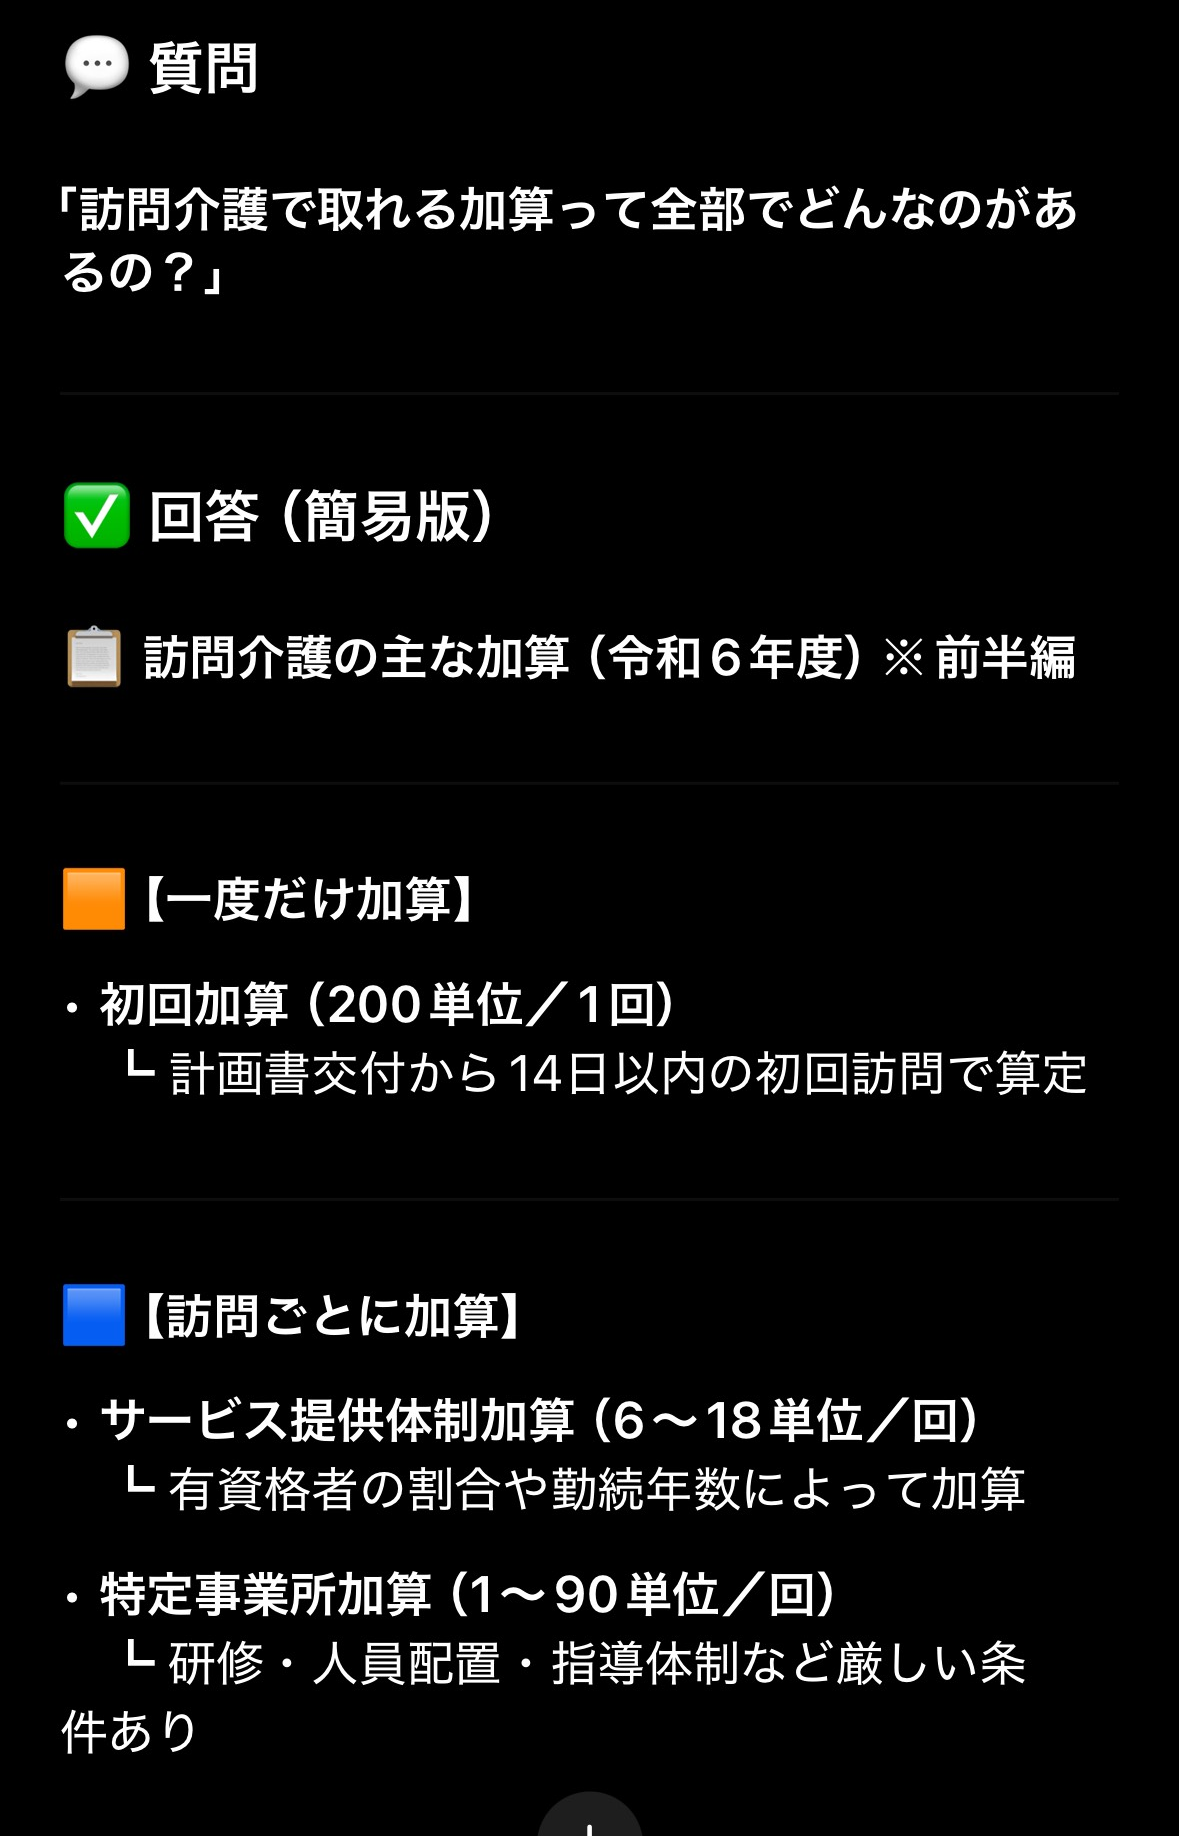 💬 質問
「訪問介護で取れる加算って全部でどんなのがあ
るの？」
✅ 回答（簡易版）
📋 訪問介護の主な加算（令和６年度）※前半編
🟧【一度だけ加算】
• 初回加算（200単位／1回）
┗ 計画書交付から14日以内の初回訪問で算定
🟦【訪問ごとに加算】
• サービス提供体制加算（6〜18単位／回）
┗ 有資格者の割合や勤続年数によって加算
• 特定事業所加算（1〜90単位／回）
┗ 研修・人員配置・指導体制など厳しい条
件あり